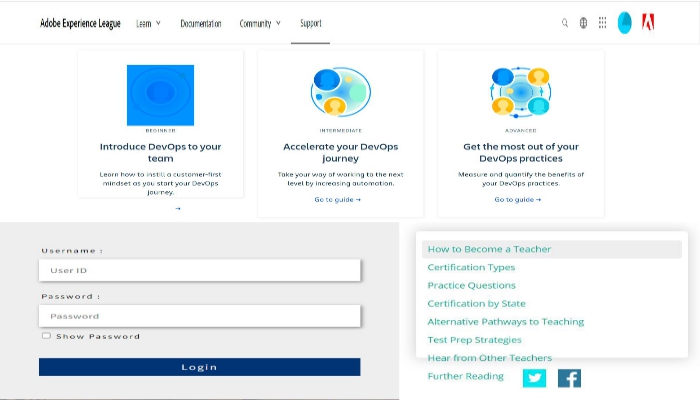 Adobe Experience League Learn Documentation Community Support
BEGINNER
Introduce DevOps to your
team
Learn how to instill a customer-first
mindset as you start your DevOps
journey.
→
INTERMEDIATE
Accelerate your DevOps
journey
Take your way of working to the next
level by increasing automation.
Go to guide →
ADVANCED
Get the most out of your
DevOps practices
Measure and quantify the benefits of
your DevOps practices.
Go to guide →
Username :
User ID
Password :
Password
Show Password
Login
How to Become a Teacher
Certification Types
Practice Questions
Certification by State
Alternative Pathways to Teaching
Test Prep Strategies
Hear from Other Teachers
Further Reading